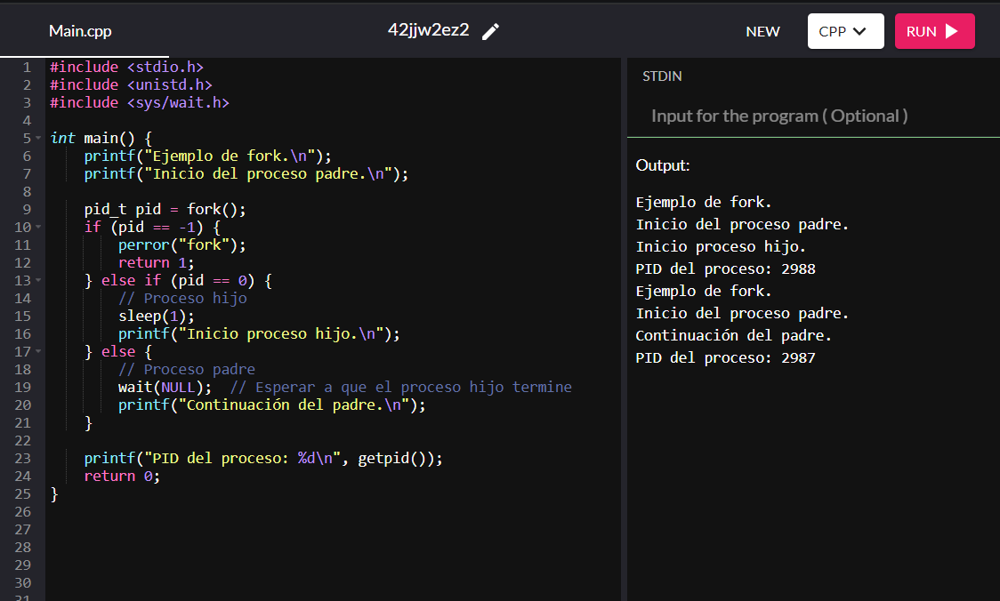 Main.cpp
42jjw2ez2
NEW
CPP
RUN
1 #include <stdio.h>
2 #include <unistd.h>
3 #include <sys/wait.h>
4
5 int main() {
6     printf("Ejemplo de fork.\n");
7     printf("Inicio del proceso padre.\n");
8
9     pid_t pid = fork();
10     if (pid == -1) {
11         perror("fork");
12         return 1;
13     } else if (pid == 0) {
14         // Proceso hijo
15         sleep(1);
16         printf("Inicio proceso hijo.\n");
17     } else {
18         // Proceso padre
19         wait(NULL);  // Esperar a que el proceso hijo termine
20         printf("Continuación del padre.\n");
21     }
22
23     printf("PID del proceso: %d\n", getpid());
24     return 0;
25 }
26
27
28
29
30
31
STDIN
Input for the program ( Optional )
Output:
Ejemplo de fork.
Inicio del proceso padre.
Inicio proceso hijo.
PID del proceso: 2988
Ejemplo de fork.
Inicio del proceso padre.
Continuación del padre.
PID del proceso: 2987